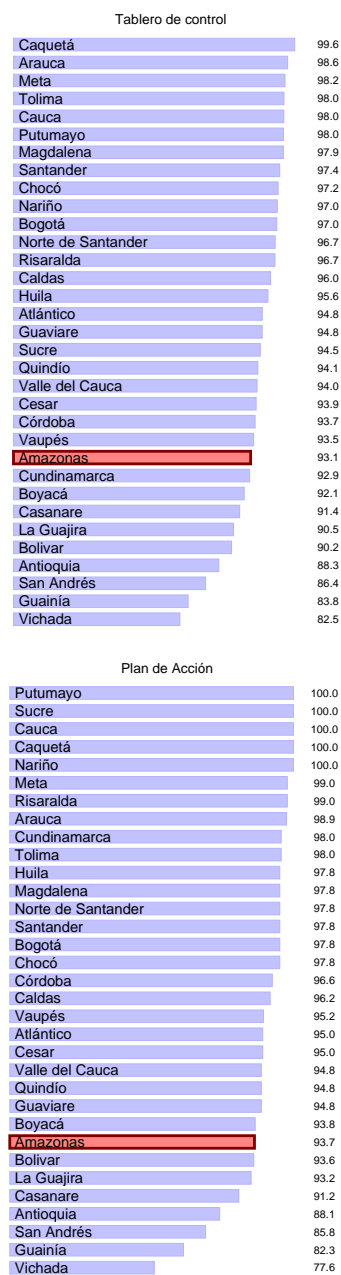 Tablero de control
Caquetá 99.6
Arauca 98.6
Meta 98.2
Tolima 98.0
Cauca 98.0
Putumayo 98.0
Magdalena 97.9
Santander 97.4
Chocó 97.2
Nariño 97.0
Bogotá 97.0
Norte de Santander 96.7
Risaralda 96.7
Caldas 96.0
Huila 95.6
Atlántico 94.8
Guaviare 94.8
Sucre 94.5
Quindío 94.1
Valle del Cauca 94.0
Cesar 93.9
Córdoba 93.7
Vaupés 93.5
Amazonas 93.1
Cundinamarca 92.9
Boyacá 92.1
Casanare 91.4
La Guajira 90.5
Bolivar 90.2
Antioquia 88.3
San Andrés 86.4
Guainía 83.8
Vichada 82.5
Plan de Acción
Putumayo 100.0
Sucre 100.0
Cauca 100.0
Caquetá 100.0
Nariño 100.0
Meta 99.0
Risaralda 99.0
Arauca 98.9
Cundinamarca 98.0
Tolima 98.0
Huila 97.8
Magdalena 97.8
Norte de Santander 97.8
Santander 97.8
Bogotá 97.8
Chocó 97.8
Córdoba 96.6
Caldas 96.2
Vaupés 95.2
Atlántico 95.0
Cesar 95.0
Valle del Cauca 94.8
Quindío 94.8
Guaviare 94.8
Boyacá 93.8
Amazonas 93.7
Bolivar 93.6
La Guajira 93.2
Casanare 91.2
Antioquia 88.1
San Andrés 85.8
Guainía 82.3
Vichada 77.6